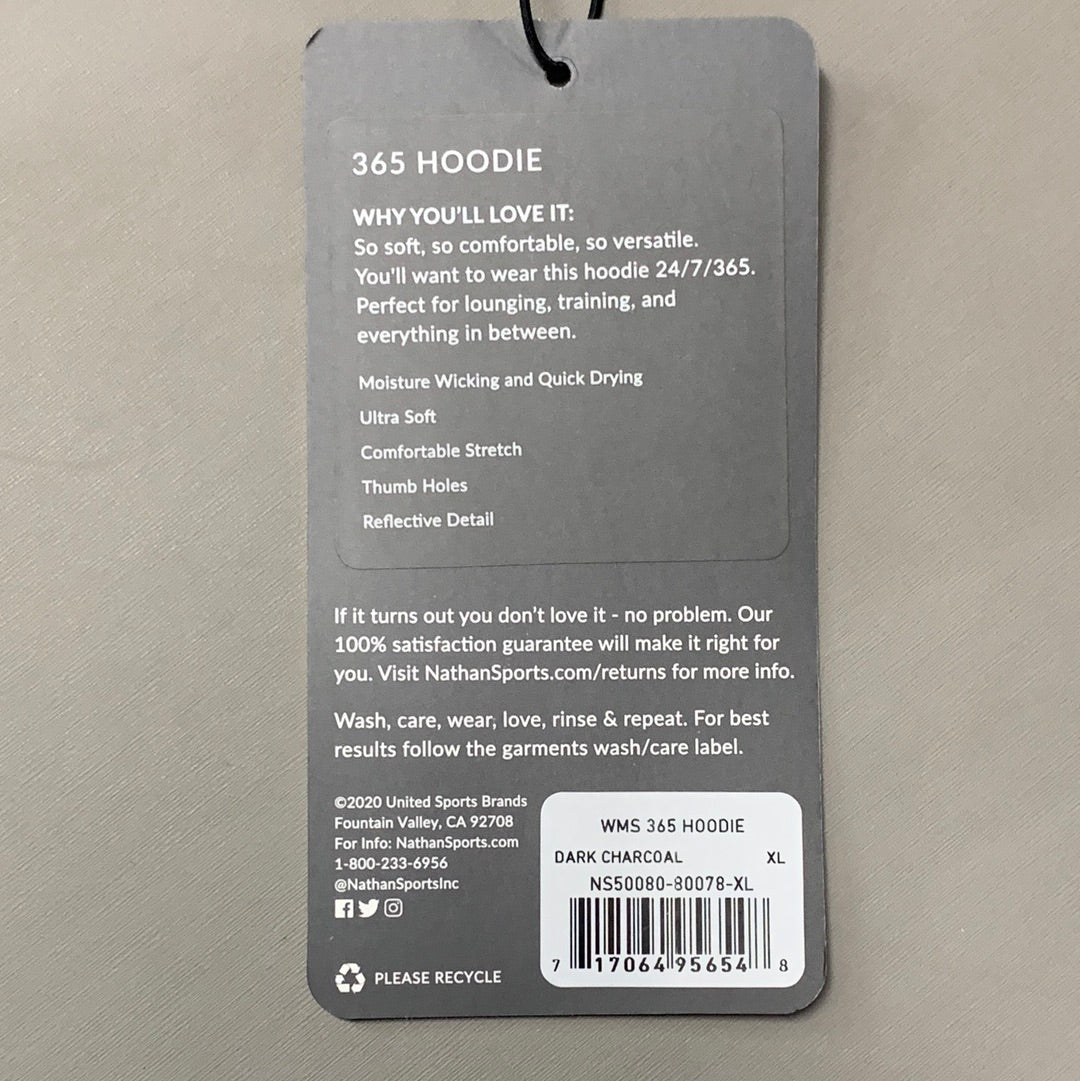 365 HOODIE
WHY YOU'LL LOVE IT:
So soft, so comfortable, so versatile.
You'll want to wear this hoodie 24/7/365.
Perfect for lounging, training, and
everything in between.
Moisture Wicking and Quick Drying
Ultra Soft
Comfortable Stretch
Thumb Holes
Reflective Detail
If it turns out you don't love it - no problem. Our
100% satisfaction guarantee will make it right for
you. Visit NathanSports.com/returns for more info.
Wash, care, wear, love, rinse & repeat. For best
results follow the garments wash/care label.
©2020 United Sports Brands
Fountain Valley, CA 92708
For Info: NathanSports.com
1-800-233-6956
@NathanSportsInc
PLEASE RECYCLE
WMS 365 HOODIE
DARK CHARCOAL XL
NS50080-80078-XL
7 17064 95654 8